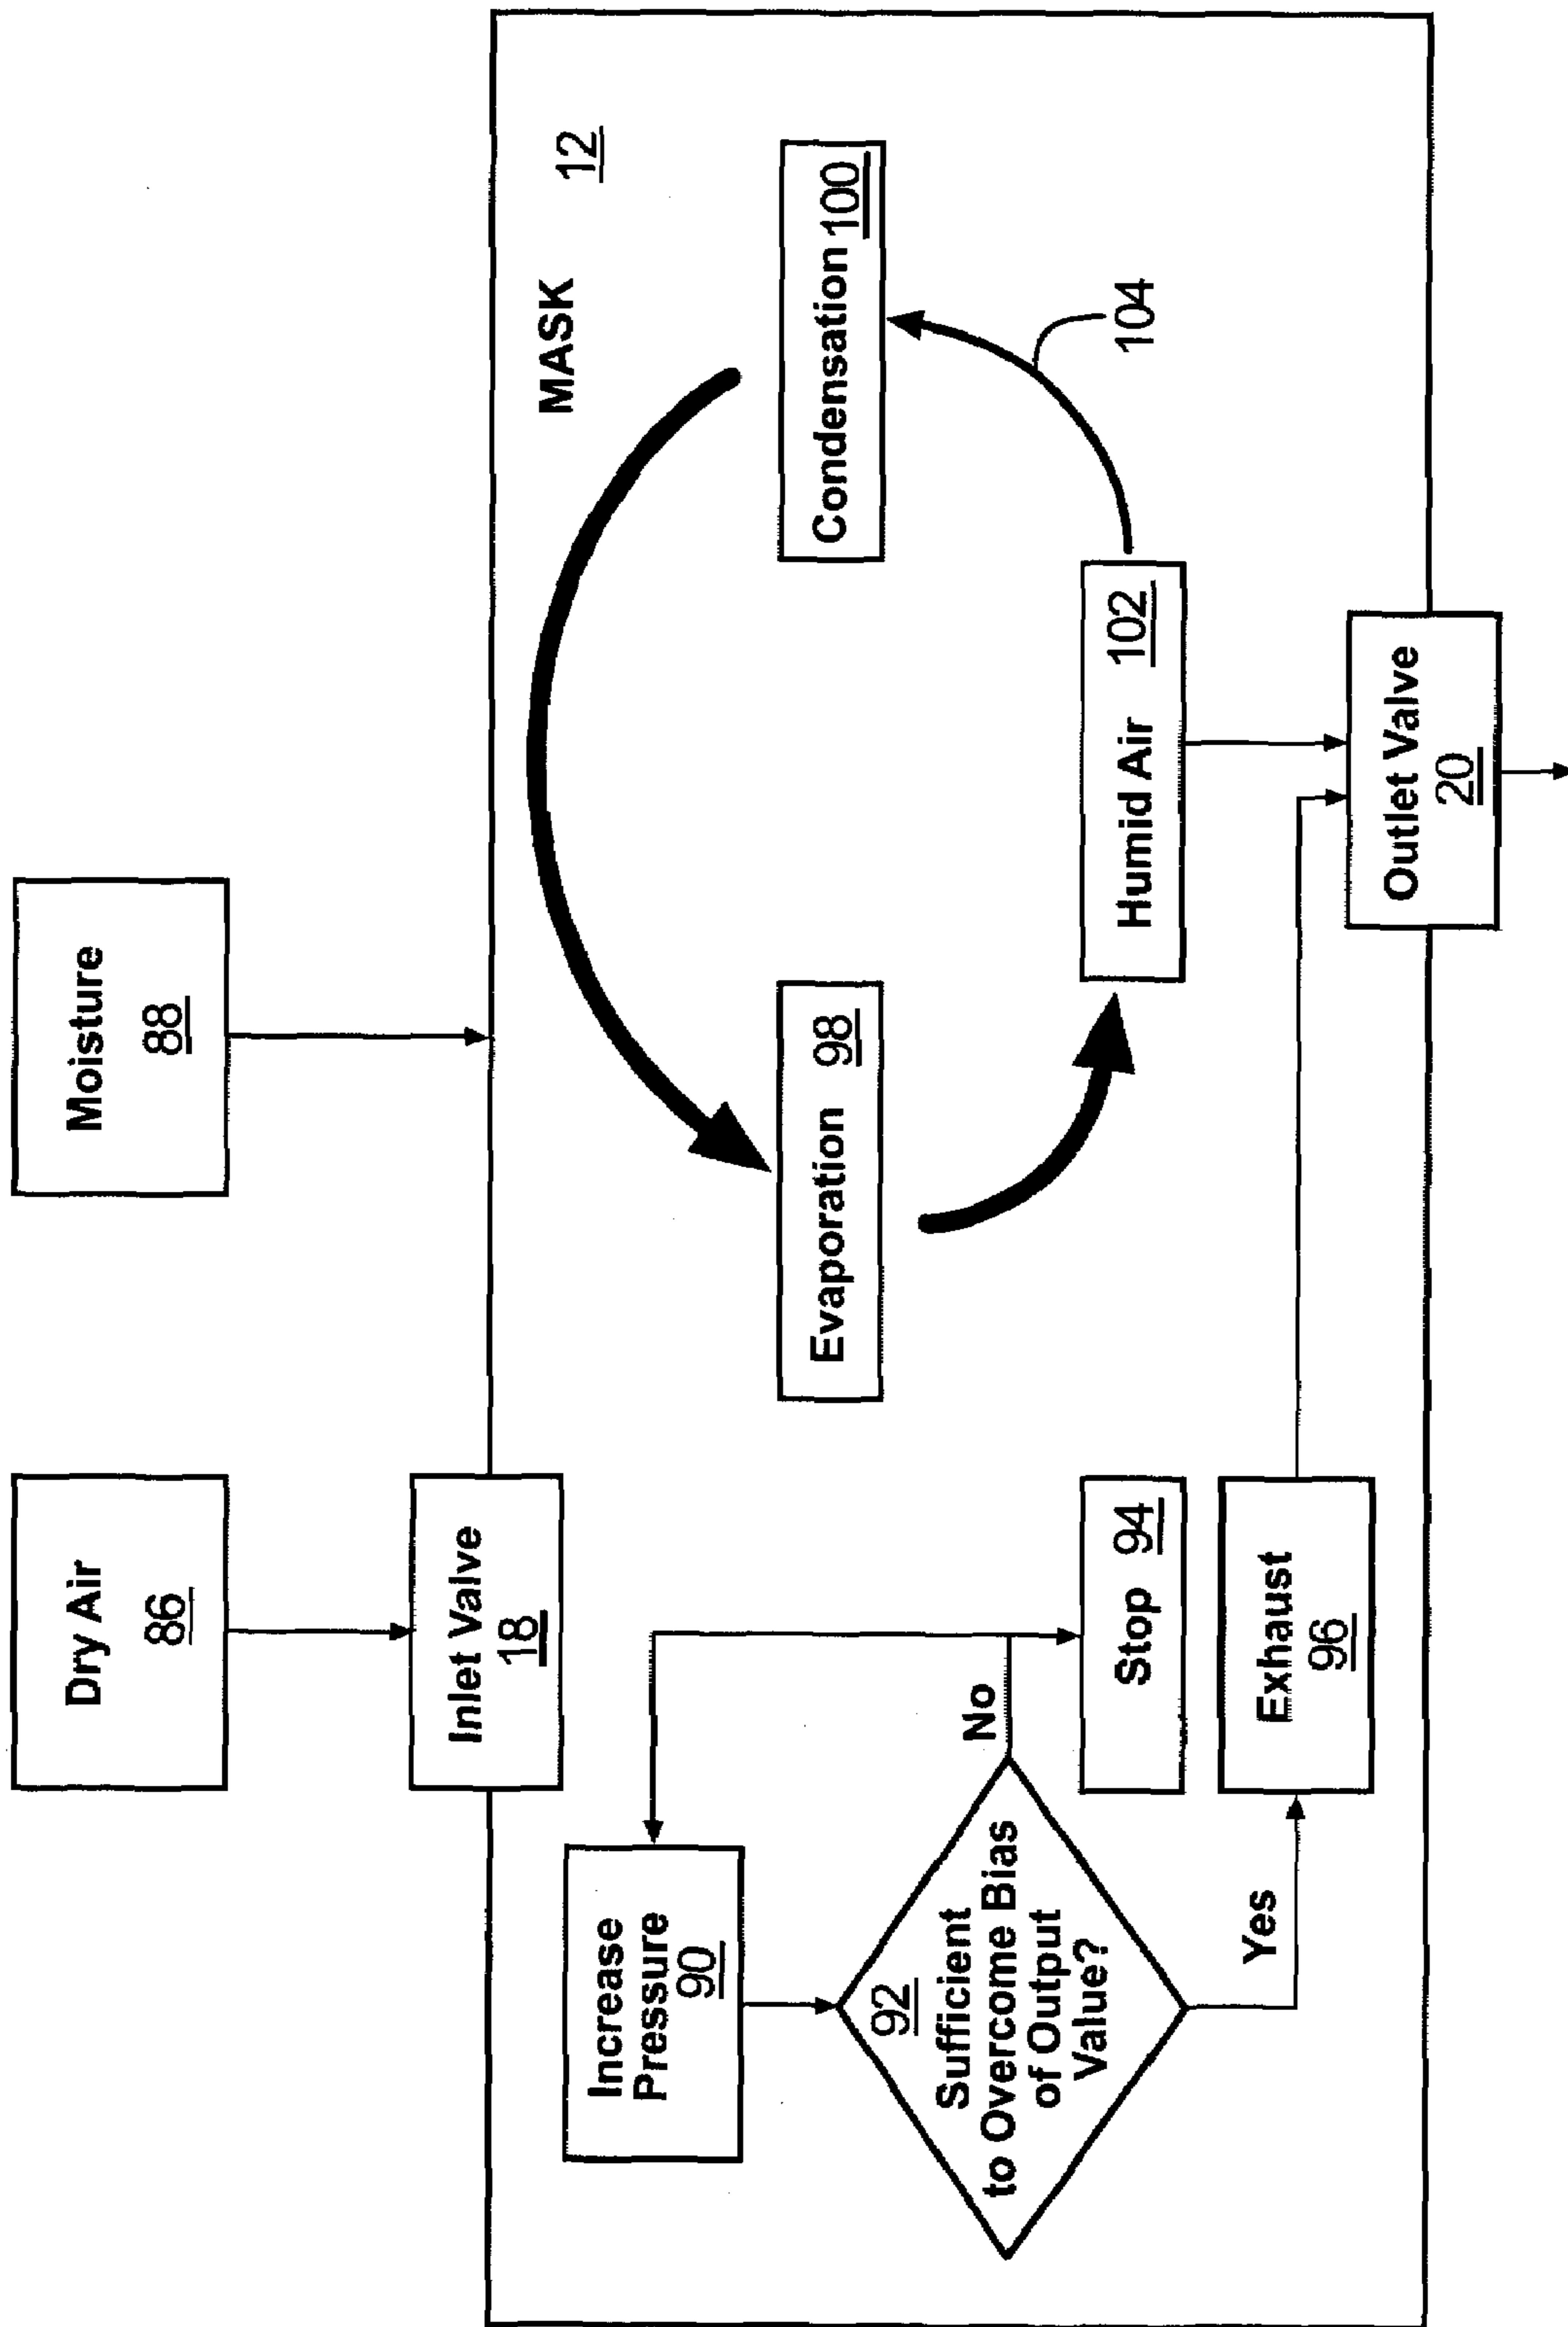 Dry Air
86
Moisture
88
Inlet Valve
18
MASK
12
Increase
Pressure
90
92
Sufficient
to Overcome Bias
of Output
Value?
No
Yes
Stop 94
Exhaust
96
Evaporation 98
Condensation 100
Humid Air 102
104
Outlet Valve
20